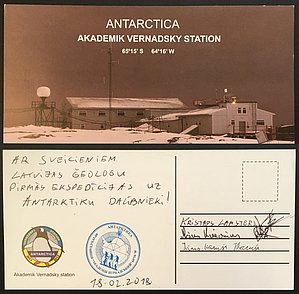 ANTARCTICA
AKADEMIK VERNADSKY STATION
65°15' S 64°16' W
AR SVEICIENIEM
LATVIJAS ĢEOLOGU
PIRMĀS EKSPEDĪCIJAS UZ
ANTARKTIKU DALĪBNIEKI!
KRISTAPS LAMSTERS
ANTARCTICA
Akademik Vernadsky station
18.02.2018